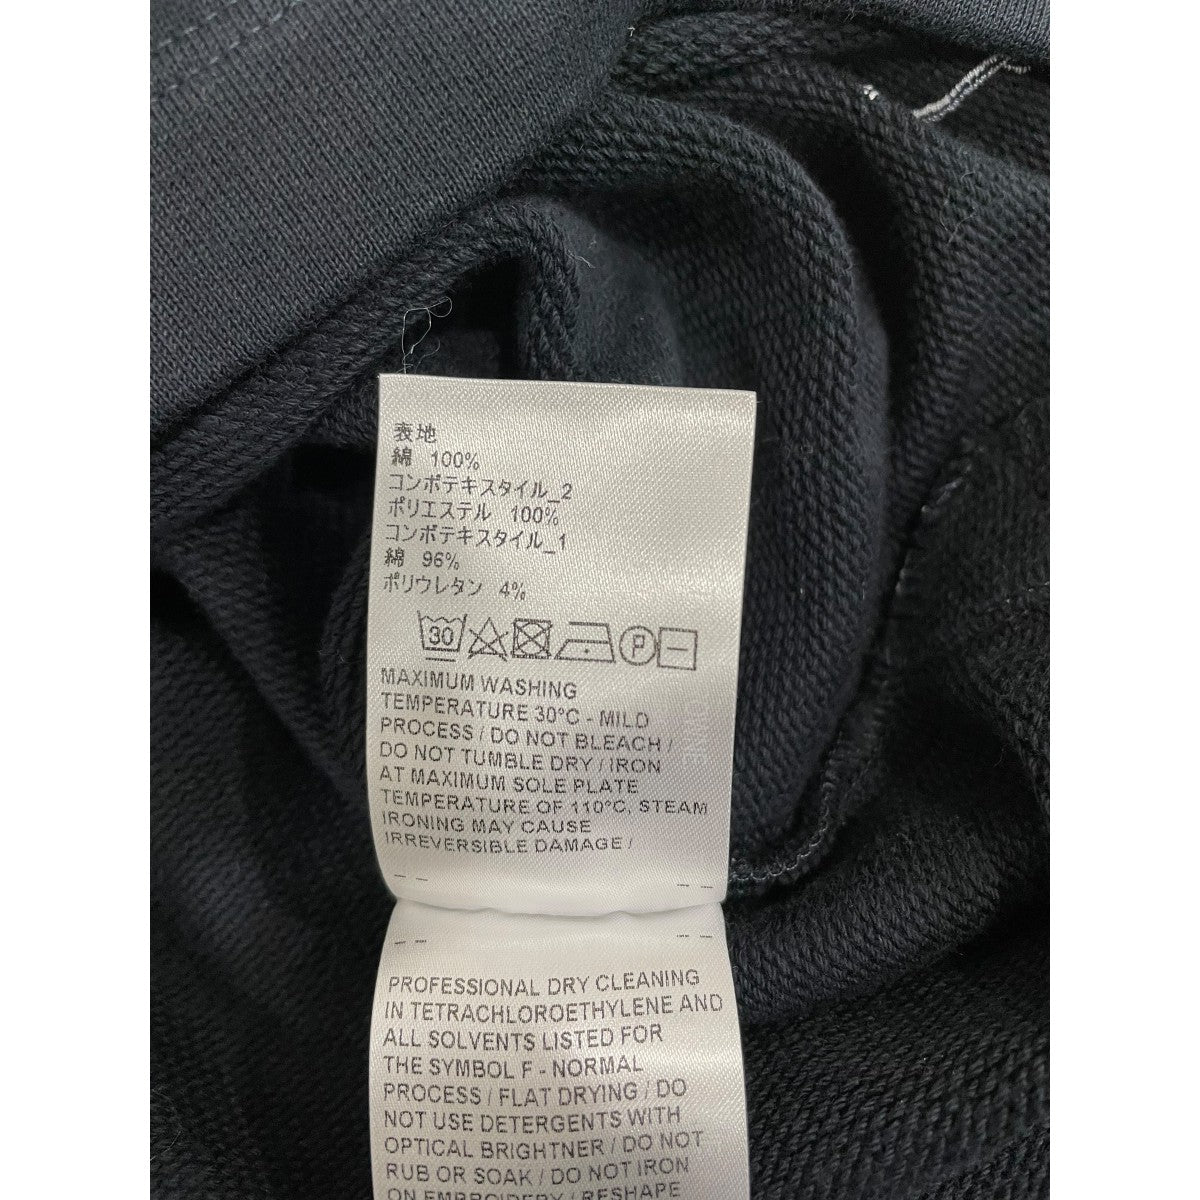 表地
綿 100%
コンポテキスタイル_2
ポリエステル 100%
コンポテキスタイル_1
綿 96%
ポリウレタン 4%
30 P
MAXIMUM WASHING
TEMPERATURE 30°C - MILD
PROCESS / DO NOT BLEACH /
DO NOT TUMBLE DRY / IRON
AT MAXIMUM SOLE PLATE
TEMPERATURE OF 110°C, STEAM
IRONING MAY CAUSE
IRREVERSIBLE DAMAGE /
PROFESSIONAL DRY CLEANING
IN TETRACHLOROETHYLENE AND
ALL SOLVENTS LISTED FOR
THE SYMBOL F - NORMAL
PROCESS / FLAT DRYING / DO
NOT USE DETERGENTS WITH
OPTICAL BRIGHTNER / DO NOT
RUB OR SOAK / DO NOT IRON
ON EMBROIDERY / RESHAPE